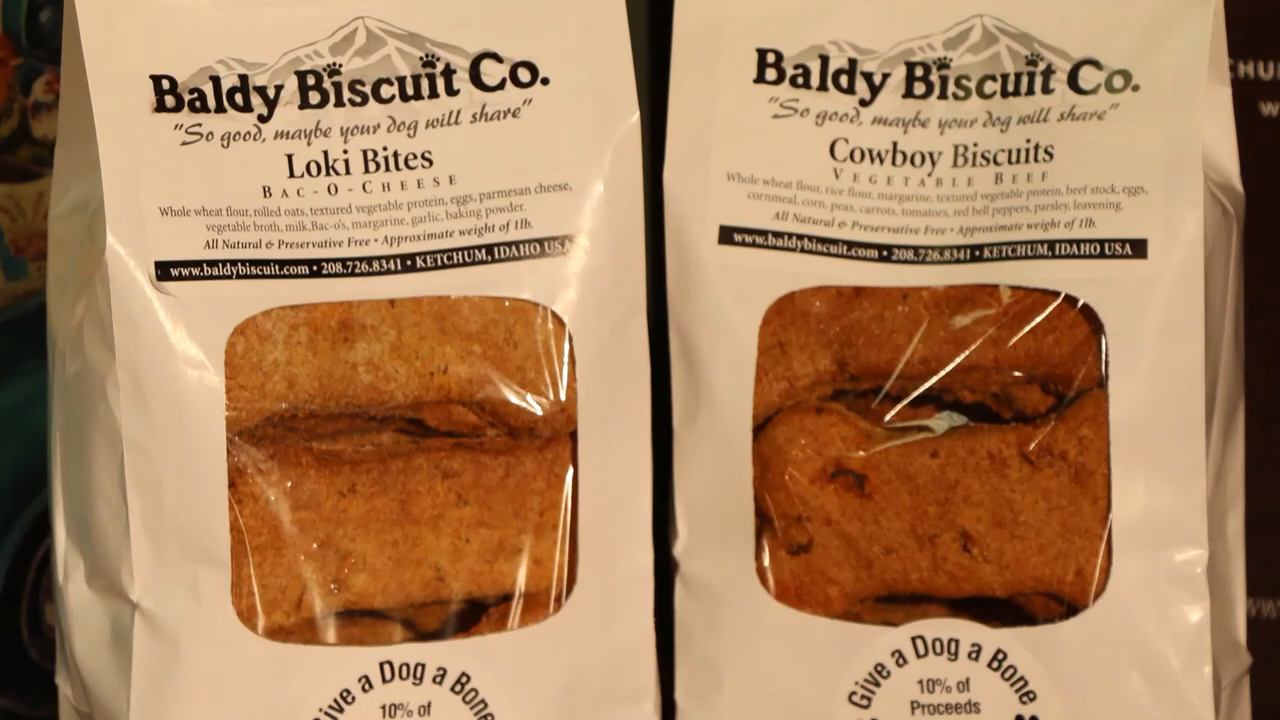 Baldy Biscuit Co.
"So good, maybe your dog will share"
Loki Bites
BAC-O-CHEESE
Whole wheat flour, rolled oats, textured vegetable protein, eggs, parmesan cheese,
vegetable broth, milk, Bac-o's, margarine, garlic, baking powder.
All Natural & Preservative Free • Approximate weight of 1lb.
www.baldybiscuit.com • 208.726.8341 • KETCHUM, IDAHO USA
Give a Dog a Bone
10% of
Baldy Biscuit Co.
"So good, maybe your dog will share"
Cowboy Biscuits
VEGETABLE BEEF
Whole wheat flour, rice flour, margarine, textured vegetable protein, beef stock, eggs,
cornmeal, corn, peas, carrots, tomatoes, red bell peppers, parsley, leavening.
All Natural & Preservative Free • Approximate weight of 1lb.
www.baldybiscuit.com • 208.726.8341 • KETCHUM, IDAHO USA
Give a Dog a Bone
10% of
Proceeds